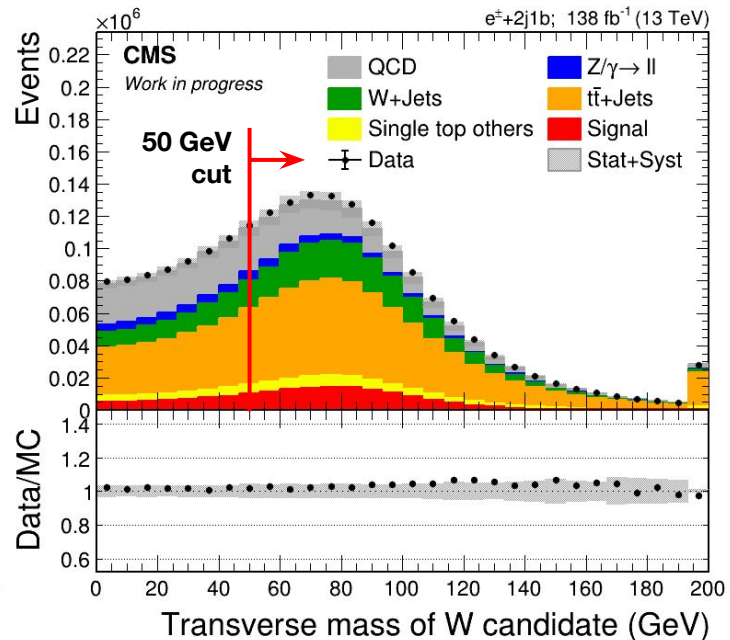 ×10⁶
e±+2j1b; 138 fb⁻¹ (13 TeV)
CMS
Work in progress
QCD
Z/γ→ ll
W+Jets
tt̄+Jets
Single top others
Signal
Data
Stat+Syst
50 GeV
cut
Events
0.22
0.2
0.18
0.16
0.14
0.12
0.1
0.08
0.06
0.04
0.02
0
Data/MC
1.4
1.2
1
0.8
0.6
0 20 40 60 80 100 120 140 160 180 200
Transverse mass of W candidate (GeV)